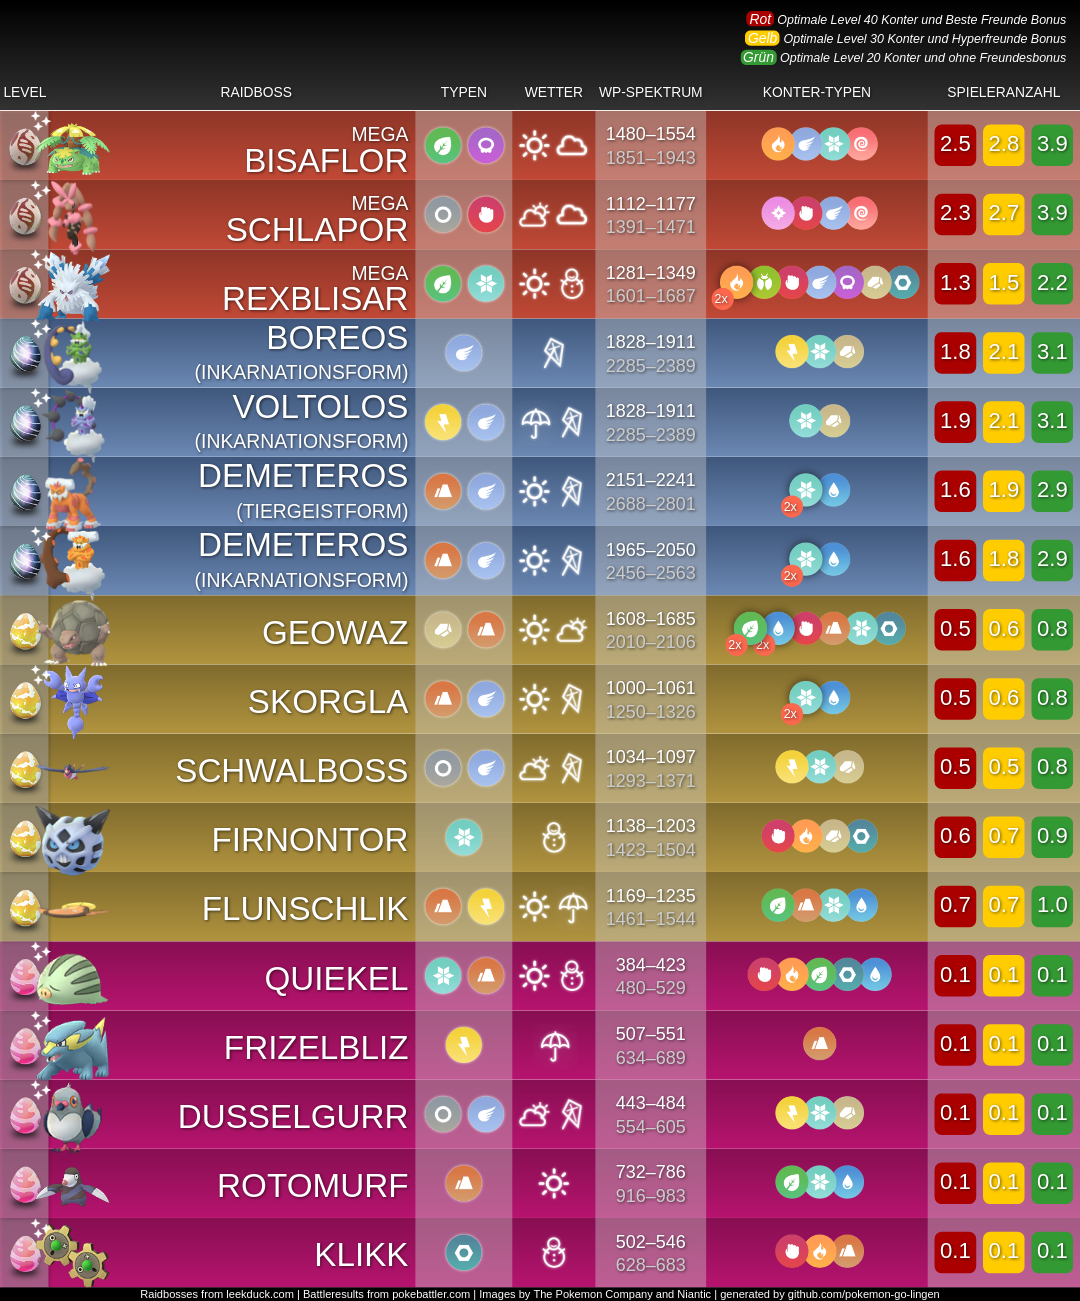 Rot Optimale Level 40 Konter und Beste Freunde Bonus
Gelb Optimale Level 30 Konter und Hyperfreunde Bonus
Grün Optimale Level 20 Konter und ohne Freundesbonus
LEVEL RAIDBOSS TYPEN WETTER WP-SPEKTRUM KONTER-TYPEN SPIELERANZAHL
MEGA 1480–1554
BISAFLOR 1851–1943 2.5 2.8 3.9
MEGA 1112–1177
SCHLAPOR 1391–1471 2.3 2.7 3.9
MEGA 1281–1349
REXBLISAR 1601–1687 2x 1.3 1.5 2.2
BOREOS 1828–1911
(INKARNATIONSFORM) 2285–2389 1.8 2.1 3.1
VOLTOLOS 1828–1911
(INKARNATIONSFORM) 2285–2389 1.9 2.1 3.1
DEMETEROS 2151–2241
(TIERGEISTFORM) 2688–2801 2x 1.6 1.9 2.9
DEMETEROS 1965–2050
(INKARNATIONSFORM) 2456–2563 2x 1.6 1.8 2.9
GEOWAZ 1608–1685 0.5 0.6 0.8
2010–2106 2x 2x
SKORGLA 1000–1061 0.5 0.6 0.8
1250–1326 2x
SCHWALBOSS 1034–1097 0.5 0.5 0.8
1293–1371
FIRNONTOR 1138–1203 0.6 0.7 0.9
1423–1504
FLUNSCHLIK 1169–1235 0.7 0.7 1.0
1461–1544
QUIEKEL 384–423 0.1 0.1 0.1
480–529
FRIZELBLIZ 507–551 0.1 0.1 0.1
634–689
DUSSELGURR 443–484 0.1 0.1 0.1
554–605
ROTOMURF 732–786 0.1 0.1 0.1
916–983
KLIKK 502–546 0.1 0.1 0.1
628–683
Raidbosses from leekduck.com | Battleresults from pokebattler.com | Images by The Pokemon Company and Niantic | generated by github.com/pokemon-go-lingen